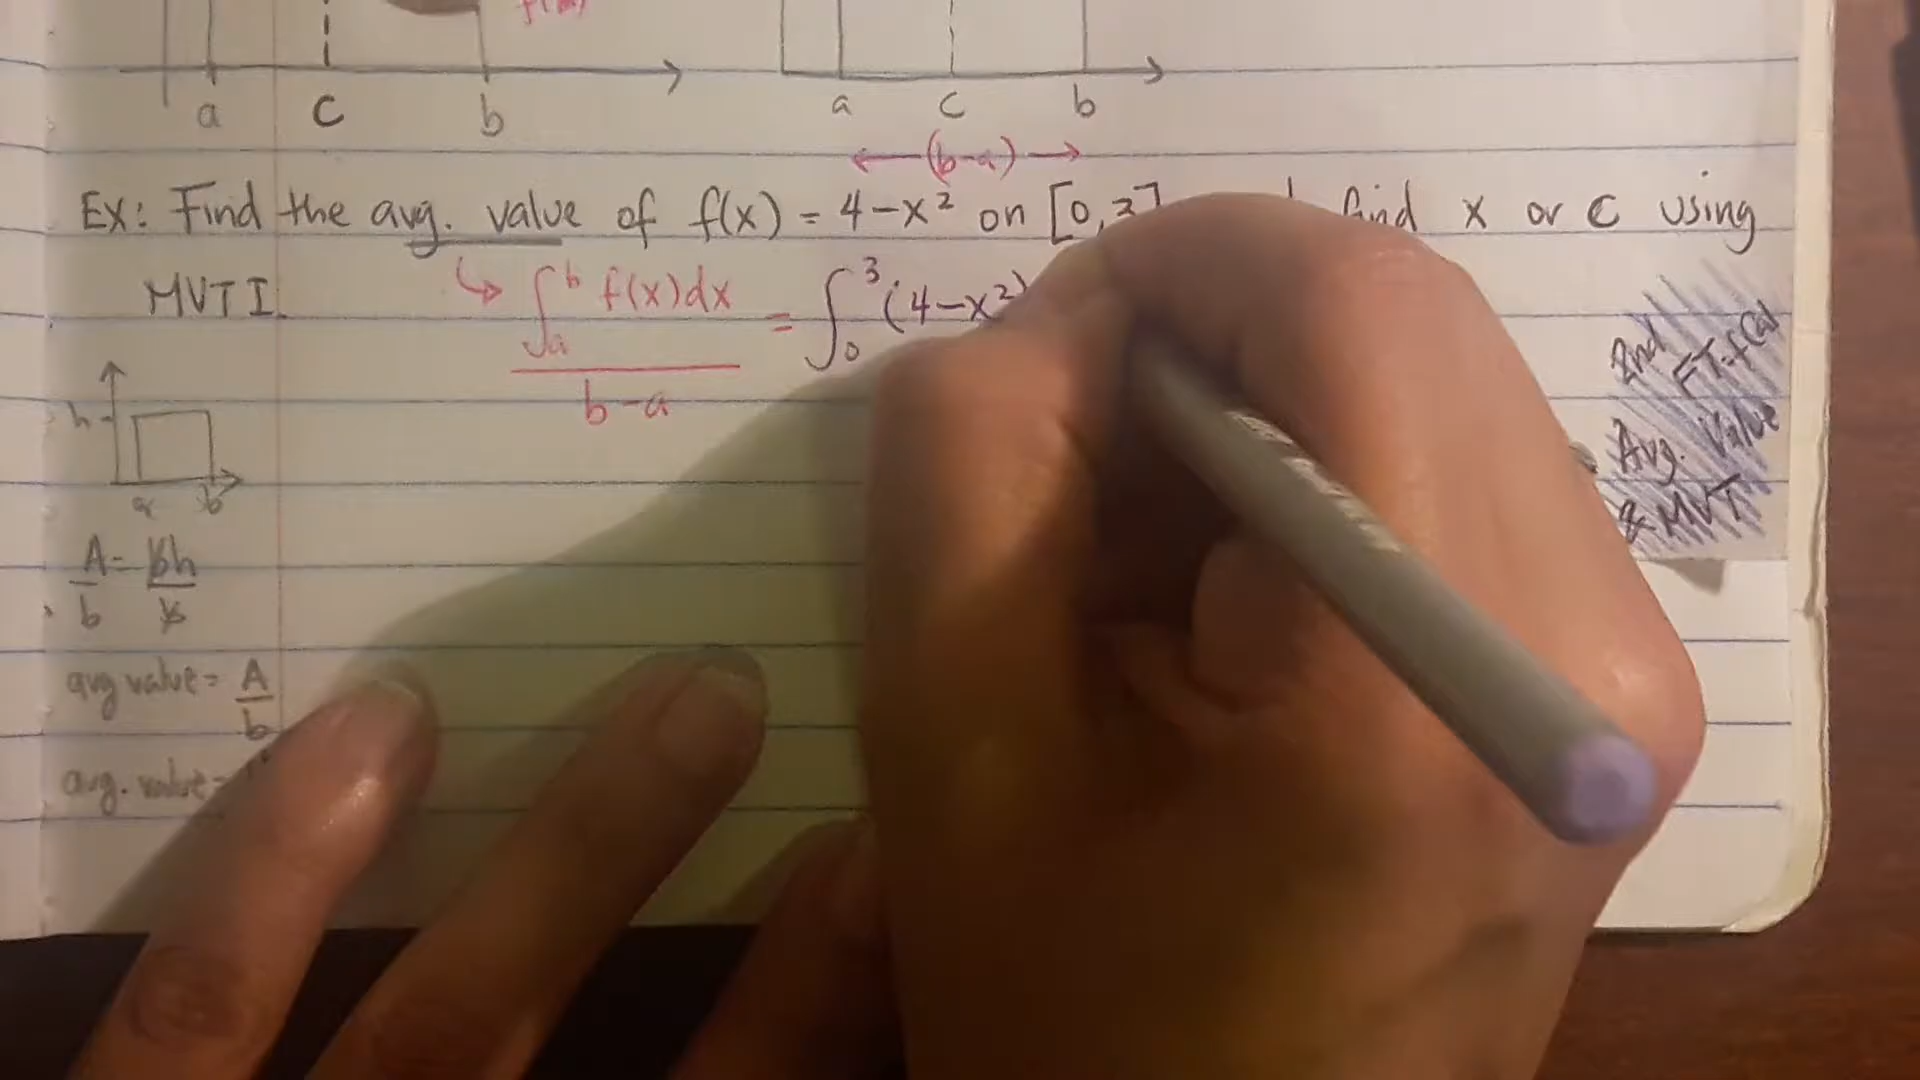 f(x)
a c b
a c b
(b-a)
EX: Find the avg. value of f(x) = 4-x² on [0,3] find x or c using
MVTI.
∫ₐᵇ f(x)dx = ∫₀³ (4-x²)
b-a
h
a b
A = bh
b b
avg value = A
b
avg. value =
2nd
FT of Cal
Avg. Value
& MVT